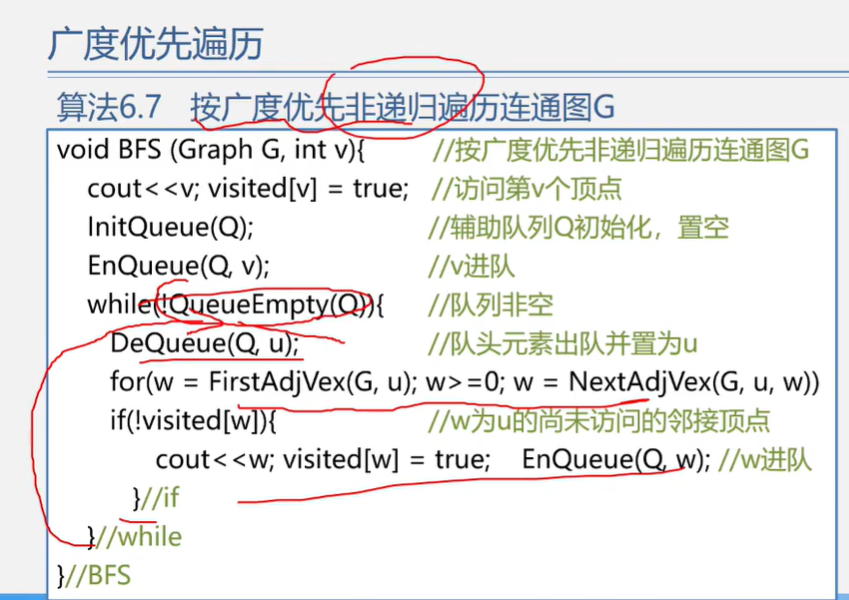 广度优先遍历
算法6.7 按广度优先非递归遍历连通图G
void BFS (Graph G, int v){ //按广度优先非递归遍历连通图G
cout<<v; visited[v] = true; //访问第v个顶点
InitQueue(Q); //辅助队列Q初始化，置空
EnQueue(Q, v); //v进队
while(!QueueEmpty(Q)){ //队列非空
DeQueue(Q, u); //队头元素出队并置为u
for(w = FirstAdjVex(G, u); w>=0; w = NextAdjVex(G, u, w))
if(!visited[w]){ //w为u的尚未访问的邻接顶点
cout<<w; visited[w] = true; EnQueue(Q, w); //w进队
}//if
}//while
}//BFS